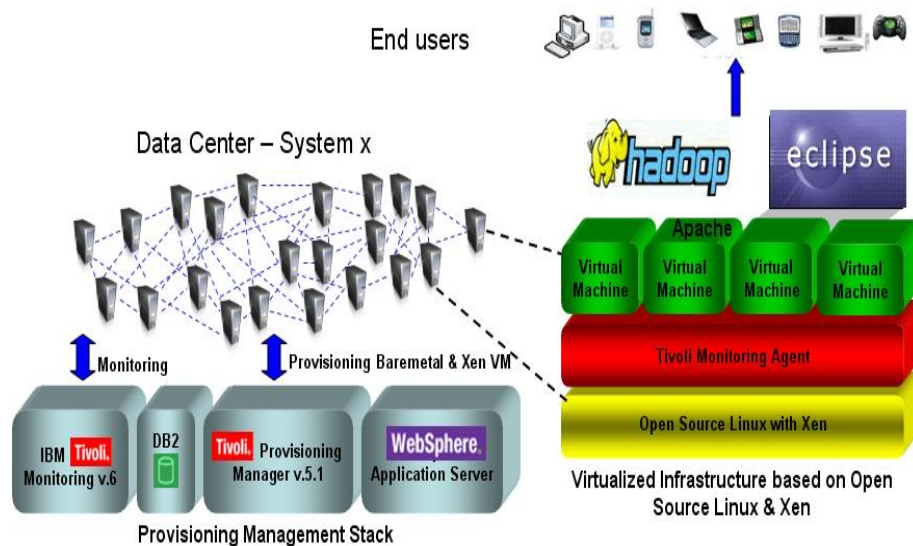 End users
Data Center – System x
hadoop
eclipse
Apache
Virtual Machine
Virtual Machine
Virtual Machine
Virtual Machine
Tivoli Monitoring Agent
Open Source Linux with Xen
Virtualized Infrastructure based on Open
Source Linux & Xen
Monitoring
Provisioning Baremetal & Xen VM
IBM Tivoli.
Monitoring v.6
DB2
Tivoli. Provisioning
Manager v.5.1
WebSphere.
Application Server
Provisioning Management Stack